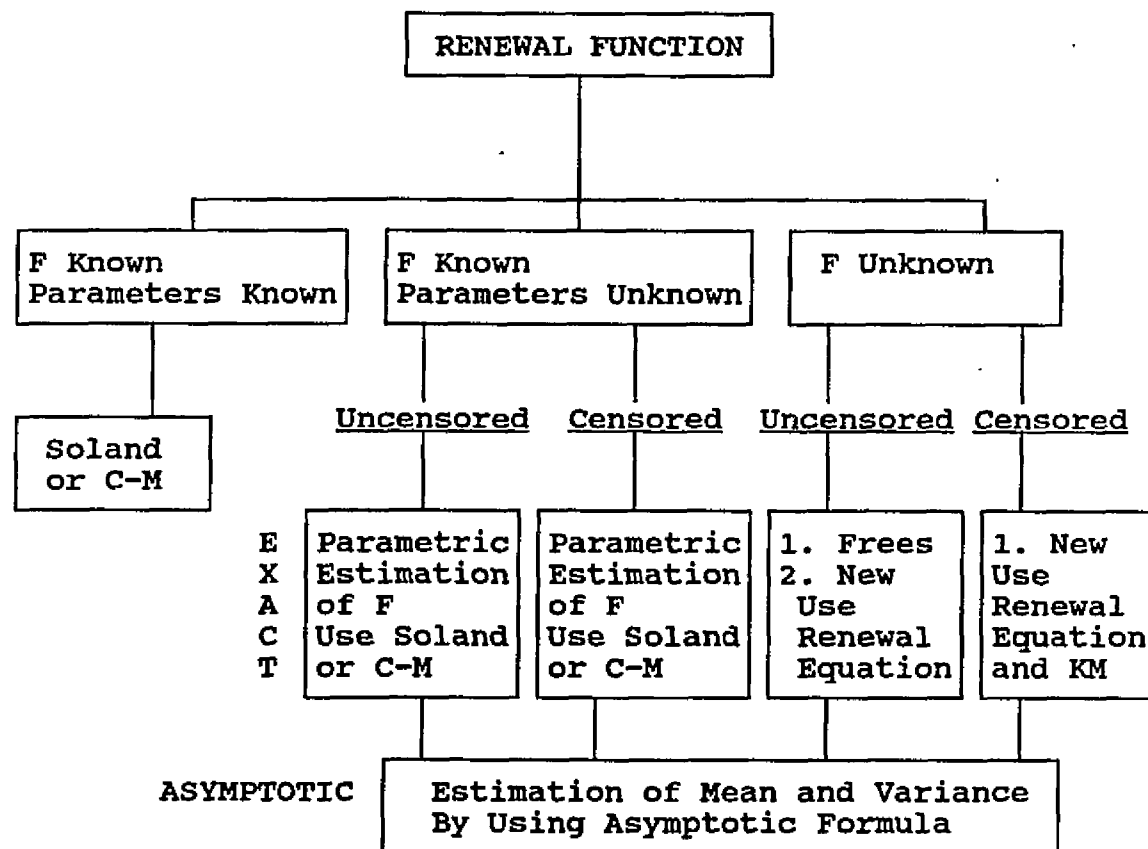 RENEWAL FUNCTION
F Known
Parameters Known
F Known
Parameters Unknown
F Unknown
Soland
or C-M
Uncensored
Censored
Uncensored
Censored
E
X
A
C
T
Parametric
Estimation
of F
Use Soland
or C-M
Parametric
Estimation
of F
Use Soland
or C-M
1. Frees
2. New
Use
Renewal
Equation
1. New
Use
Renewal
Equation
and KM
ASYMPTOTIC
Estimation of Mean and Variance
By Using Asymptotic Formula